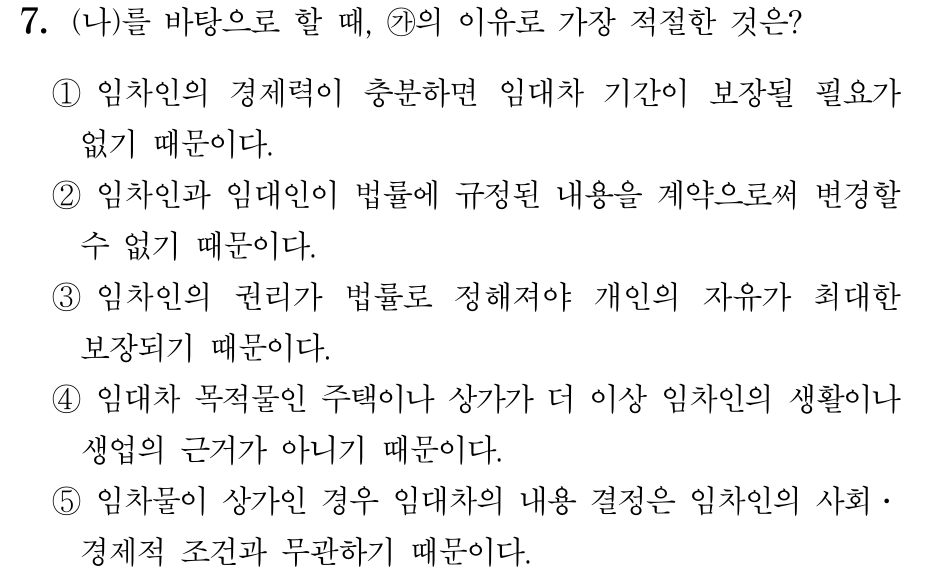 7. (나)를 바탕으로 할 때, ㉮의 이유로 가장 적절한 것은?
① 임차인의 경제력이 충분하면 임대차 기간이 보장될 필요가
없기 때문이다.
② 임차인과 임대인이 법률에 규정된 내용을 계약으로써 변경할
수 없기 때문이다.
③ 임차인의 권리가 법률로 정해져야 개인의 자유가 최대한
보장되기 때문이다.
④ 임대차 목적물인 주택이나 상가가 더 이상 임차인의 생활이나
생업의 근거가 아니기 때문이다.
⑤ 임차물이 상가인 경우 임대차의 내용 결정은 임차인의 사회·
경제적 조건과 무관하기 때문이다.